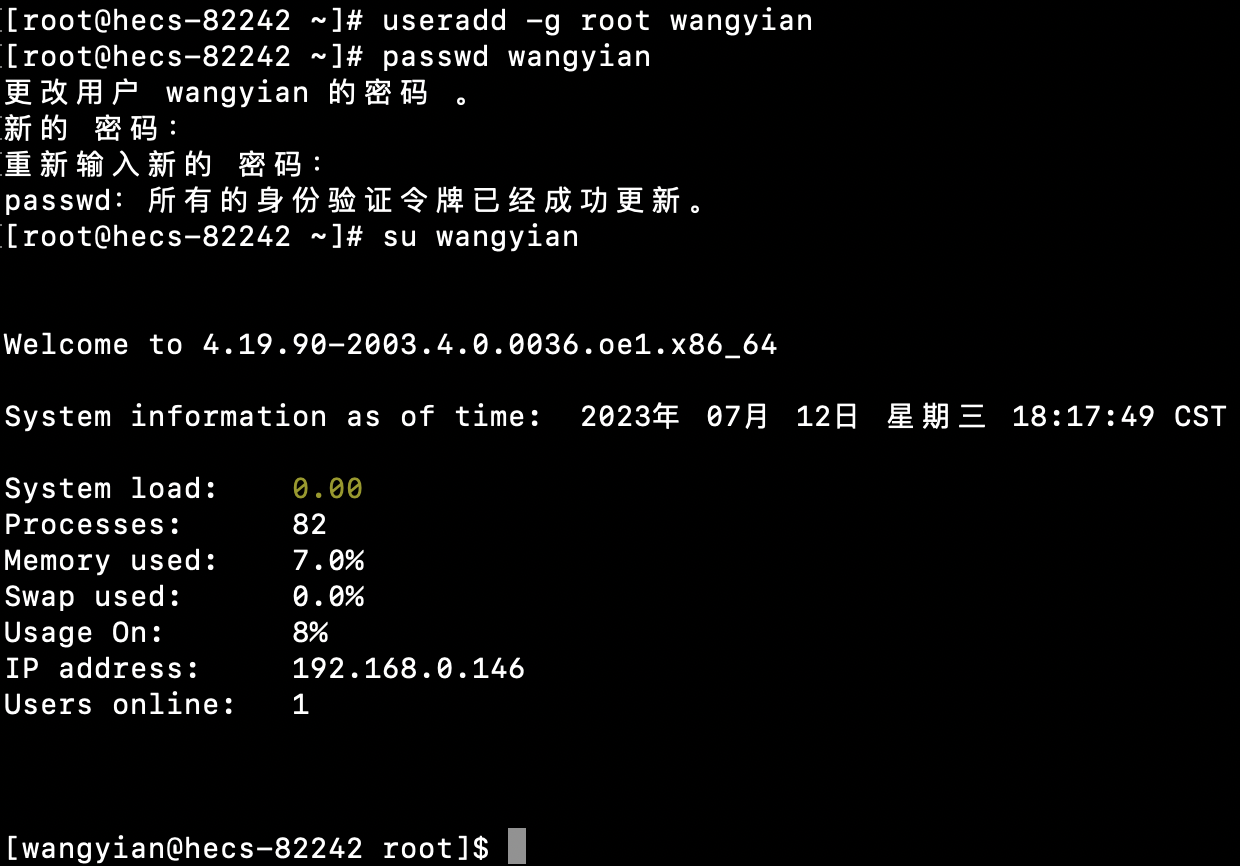 [root@hecs-82242 ~]# useradd -g root wangyian
[root@hecs-82242 ~]# passwd wangyian
更改用户 wangyian 的密码 。
新的 密码：
重新输入新的 密码：
passwd：所有的身份验证令牌已经成功更新。
[root@hecs-82242 ~]# su wangyian
Welcome to 4.19.90-2003.4.0.0036.oe1.x86_64
System information as of time:  2023年 07月 12日 星期三 18:17:49 CST
System load:    0.00
Processes:      82
Memory used:    7.0%
Swap used:      0.0%
Usage On:       8%
IP address:     192.168.0.146
Users online:   1
[wangyian@hecs-82242 root]$